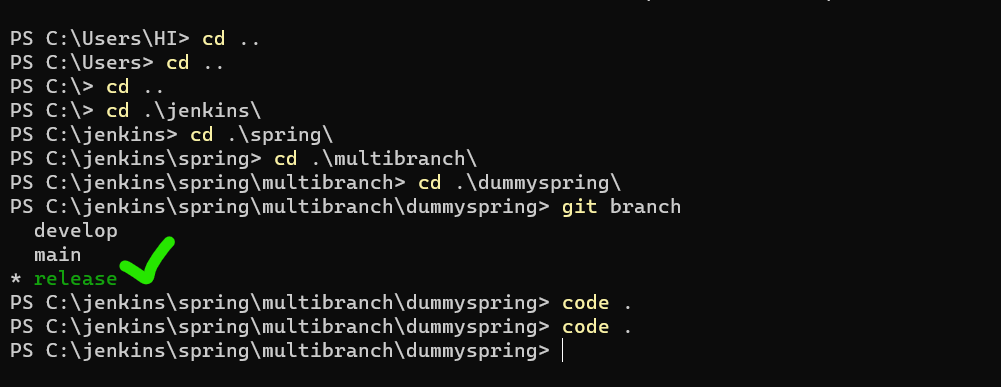 PS C:\Users\HI> cd ..
PS C:\Users> cd ..
PS C:\> cd ..
PS C:\> cd .\jenkins\
PS C:\jenkins> cd .\spring\
PS C:\jenkins\spring> cd .\multibranch\
PS C:\jenkins\spring\multibranch> cd .\dummyspring\
PS C:\jenkins\spring\multibranch\dummyspring> git branch
  develop
  main
* release
PS C:\jenkins\spring\multibranch\dummyspring> code .
PS C:\jenkins\spring\multibranch\dummyspring> code .
PS C:\jenkins\spring\multibranch\dummyspring>